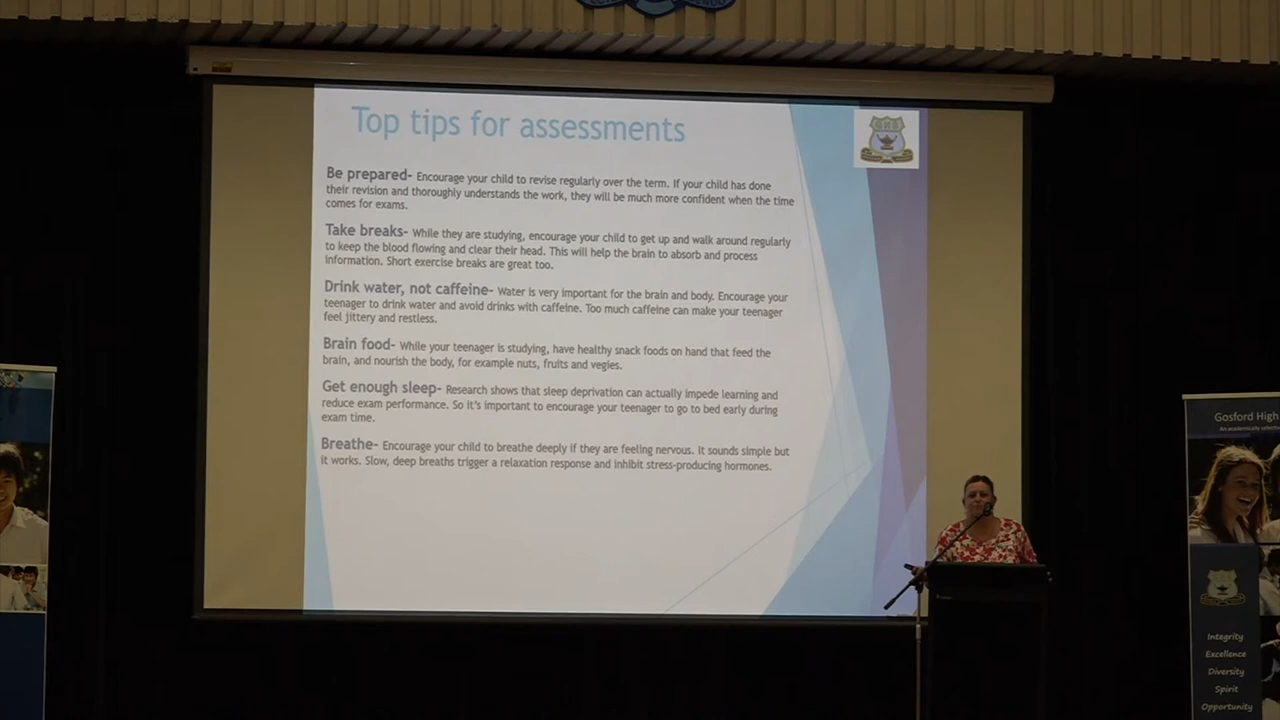 Top tips for assessments
GHS
Be prepared- Encourage your child to revise regularly over the term. If your child has done
their revision and thoroughly understands the work, they will be much more confident when the time
comes for exams.
Take breaks- While they are studying, encourage your child to get up and walk around regularly
to keep the blood flowing and clear their head. This will help the brain to absorb and process
information. Short exercise breaks are great too.
Drink water, not caffeine- Water is very important for the brain and body. Encourage your
teenager to drink water and avoid drinks with caffeine. Too much caffeine can make your teenager
feel jittery and restless.
Brain food- While your teenager is studying, have healthy snack foods on hand that feed the
brain, and nourish the body, for example nuts, fruits and vegies.
Get enough sleep- Research shows that sleep deprivation can actually impede learning and
reduce exam performance. So it's important to encourage your teenager to go to bed early during
exam time.
Breathe- Encourage your child to breathe deeply if they are feeling nervous. It sounds simple but
it works. Slow, deep breaths trigger a relaxation response and inhibit stress-producing hormones.
Gosford High
An academically
Integrity
Excellence
Diversity
Spirit
Opportunity